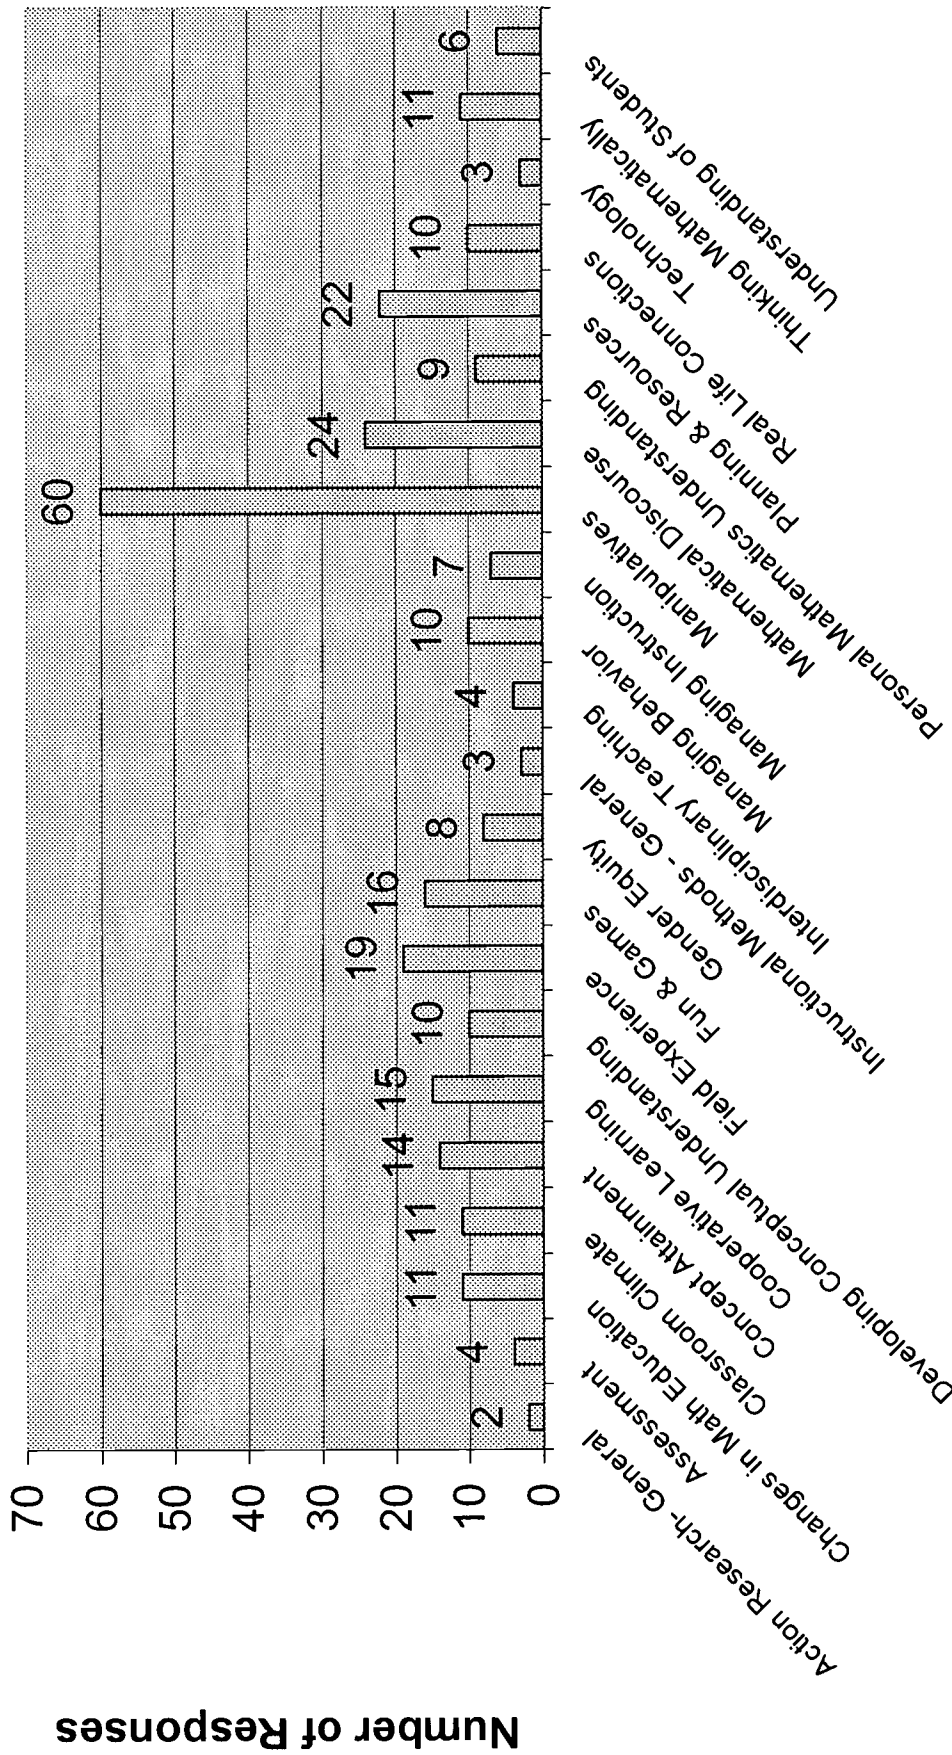 Number of Responses
70
60
50
40
30
20
10
0
2
4
11
11
14
15
10
19
16
8
3
4
10
7
60
24
9
22
10
3
11
6
Action Research- General
Assessment
Changes in Math Education
Classroom Climate
Concept Attainment
Cooperative Learning
Developing Conceptual Understanding
Field Experience
Fun & Games
Gender Equity
Instructional Methods - General
Interdisciplinary Teaching
Managing Behavior
Managing Instruction
Manipulatives
Mathematical Discourse
Personal Mathematics Understanding
Planning & Resources
Real Life Connections
Technology
Thinking Mathematically
Understanding of Students